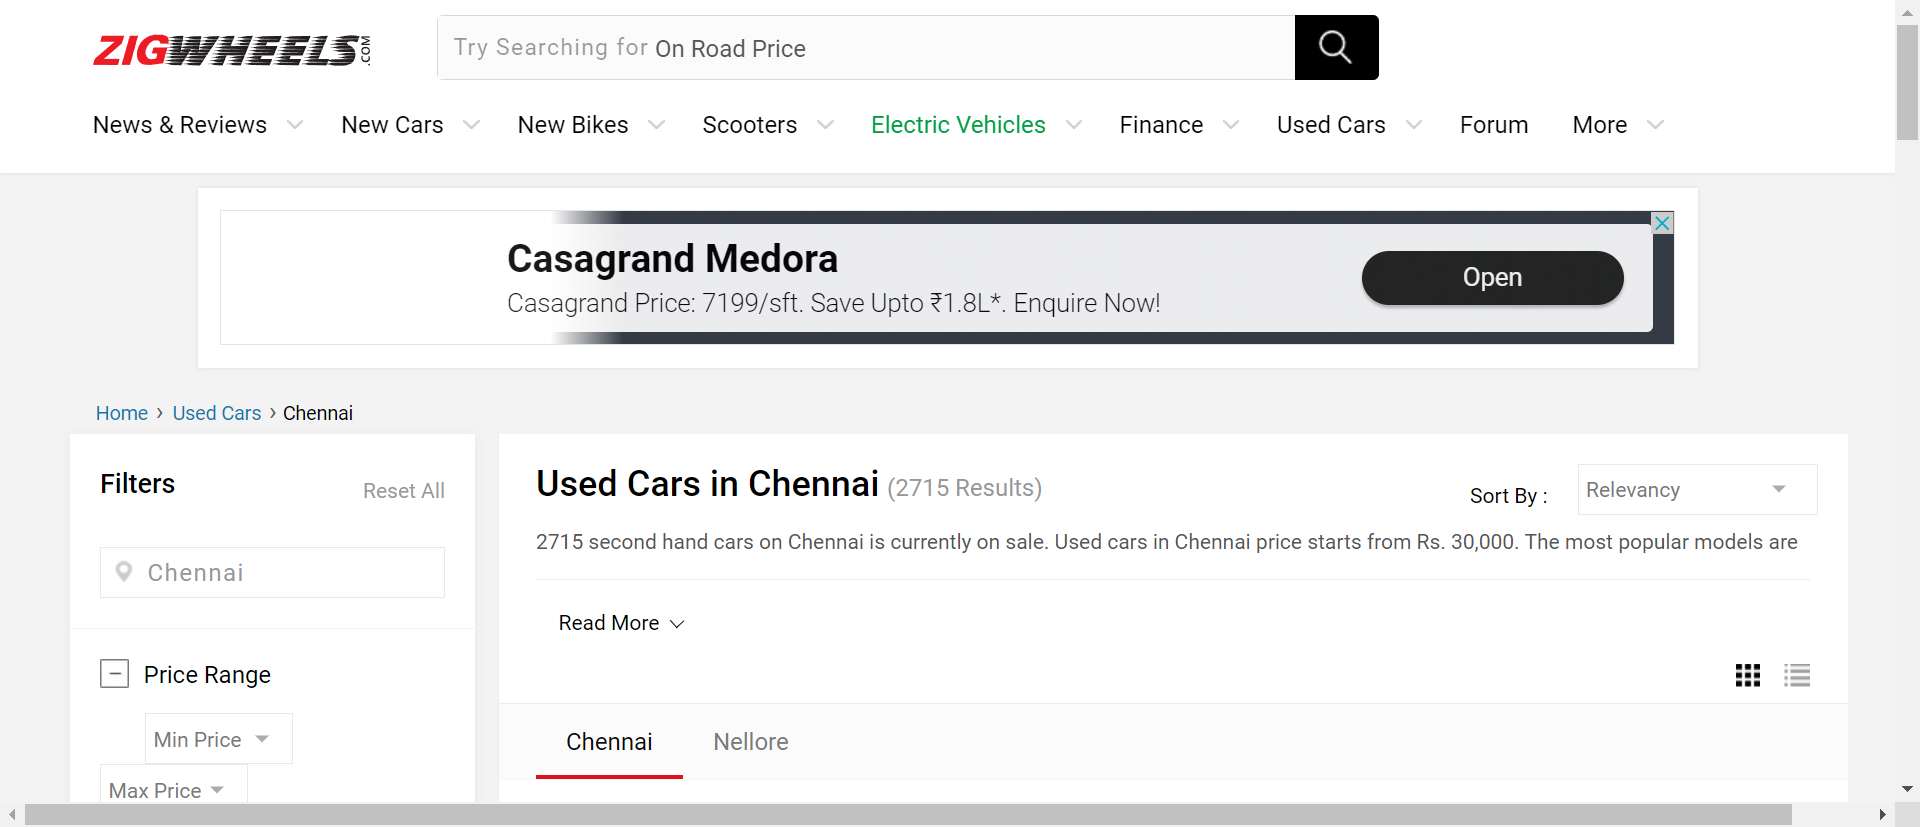 ZIGWHEELS.COM
Try Searching for On Road Price
News & Reviews New Cars New Bikes Scooters Electric Vehicles Finance Used Cars Forum More
Casagrand Medora
Casagrand Price: 7199/sft. Save Upto ₹1.8L*. Enquire Now!
Open
Home › Used Cars › Chennai
Filters
Reset All
Chennai
Price Range
Min Price
Max Price
Used Cars in Chennai (2715 Results)
Sort By :
Relevancy
2715 second hand cars on Chennai is currently on sale. Used cars in Chennai price starts from Rs. 30,000. The most popular models are
Read More
Chennai Nellore